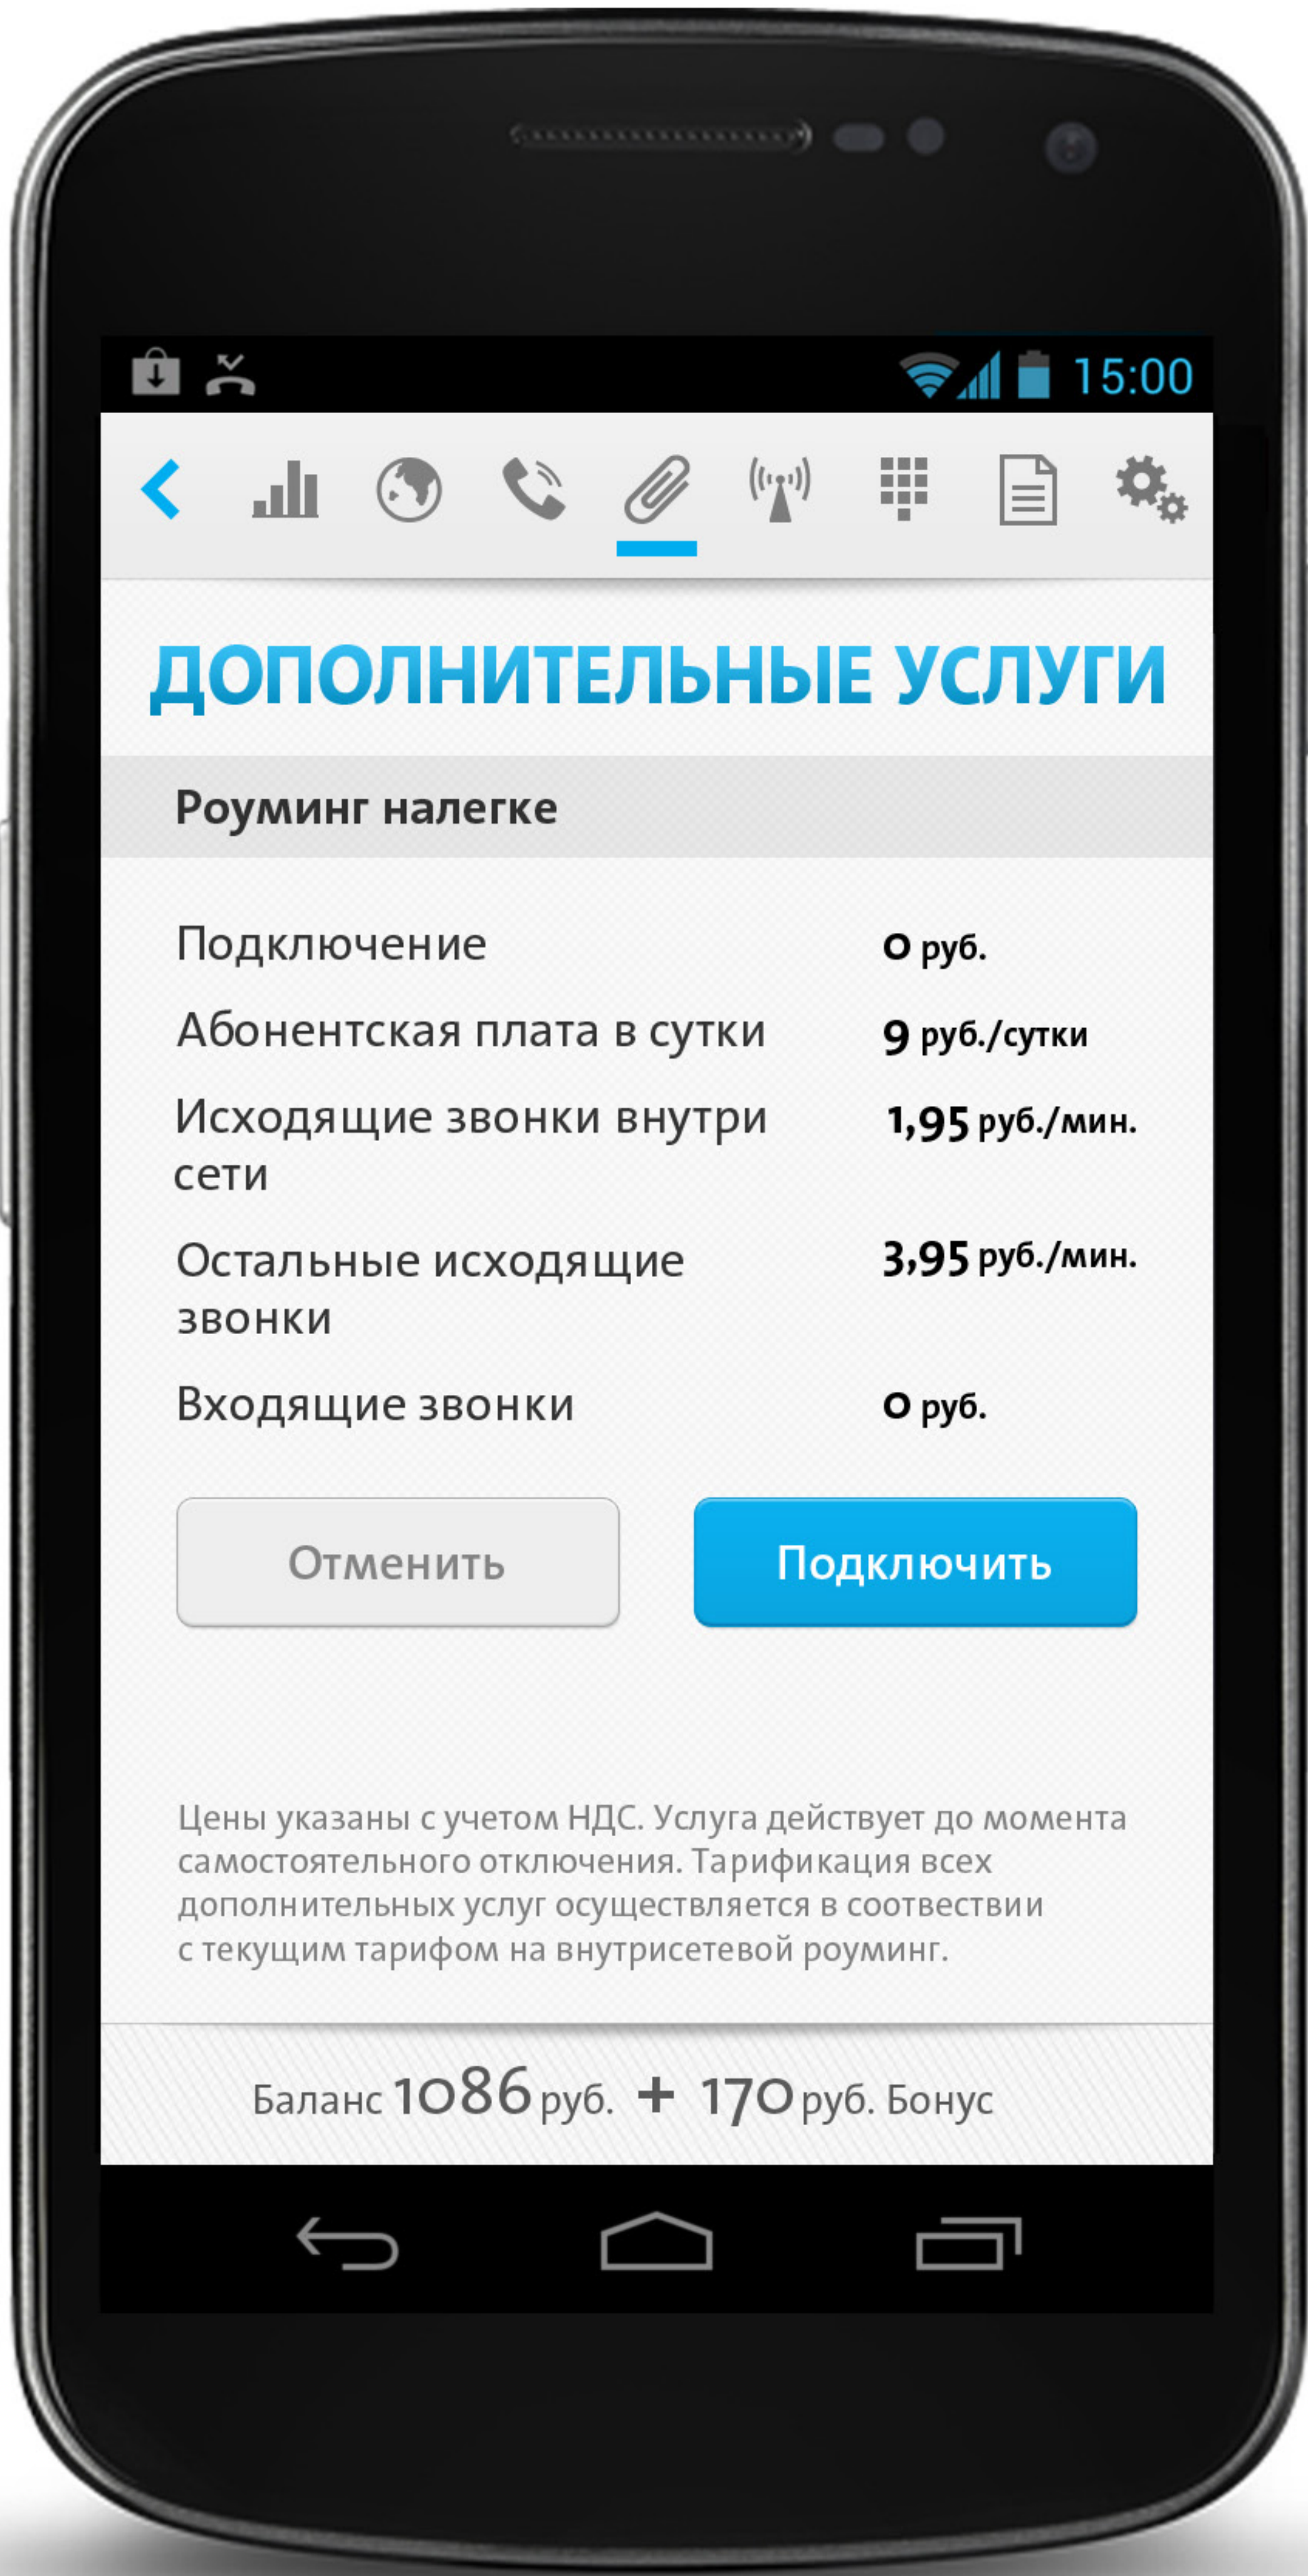 15:00
ДОПОЛНИТЕЛЬНЫЕ УСЛУГИ
Роуминг налегке
Подключение 0 руб.
Абонентская плата в сутки 9 руб./сутки
Исходящие звонки внутри 1,95 руб./мин.
сети
Остальные исходящие 3,95 руб./мин.
звонки
Входящие звонки 0 руб.
Отменить Подключить
Цены указаны с учетом НДС. Услуга действует до момента
самостоятельного отключения. Тарификация всех
дополнительных услуг осуществляется в соотвествии
с текущим тарифом на внутрисетевой роуминг.
Баланс 1086 руб. + 170 руб. Бонус